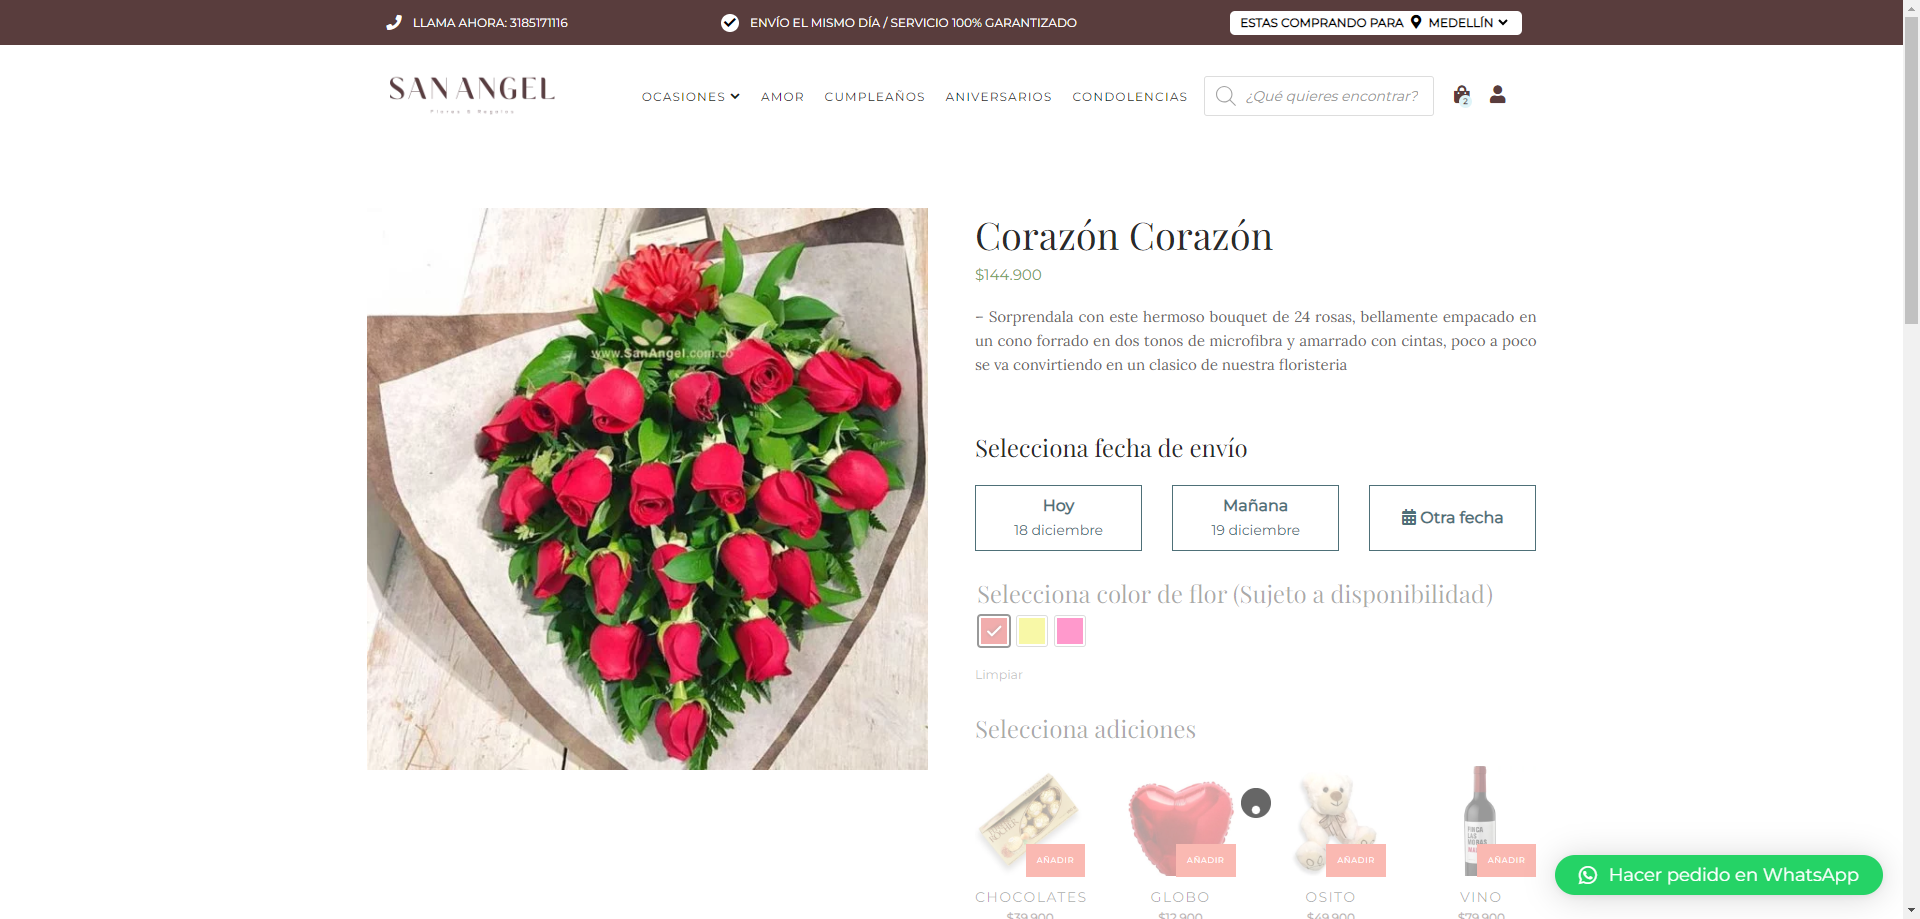 LLAMA AHORA: 3185171116
ENVÍO EL MISMO DÍA / SERVICIO 100% GARANTIZADO
ESTAS COMPRANDO PARA MEDELLÍN
SAN ANGEL
Flores & Regalos
OCASIONES
AMOR
CUMPLEAÑOS
ANIVERSARIOS
CONDOLENCIAS
¿Qué quieres encontrar?
2
www.SanAngel.com.co
Corazón Corazón
$144.900
– Sorprendala con este hermoso bouquet de 24 rosas, bellamente empacado en
un cono forrado en dos tonos de microfibra y amarrado con cintas, poco a poco
se va convirtiendo en un clasico de nuestra floristeria
Selecciona fecha de envío
Hoy
18 diciembre
Mañana
19 diciembre
Otra fecha
Selecciona color de flor (Sujeto a disponibilidad)
Limpiar
Selecciona adiciones
AÑADIR
AÑADIR
AÑADIR
AÑADIR
CHOCOLATES
GLOBO
OSITO
VINO
$39.900
$12.900
$49.900
$79.900
Hacer pedido en WhatsApp